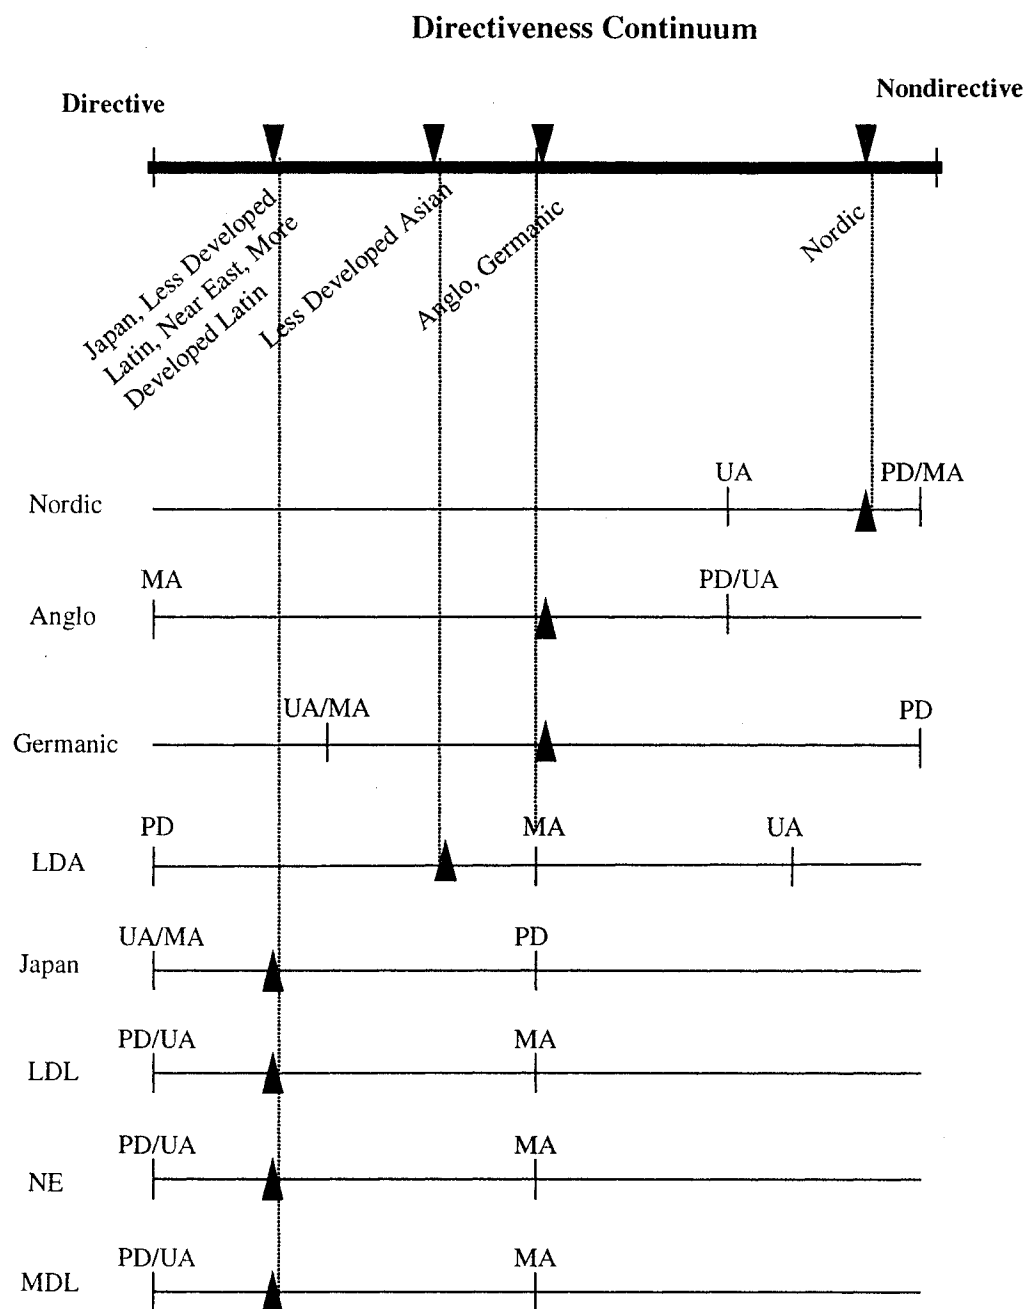 Directiveness Continuum
Directive
Nondirective
Japan, Less Developed
Latin, Near East, More
Developed Latin
Less Developed Asian
Anglo, Germanic
Nordic
UA PD/MA
Nordic
MA PD/UA
Anglo
UA/MA PD
Germanic
PD MA UA
LDA
UA/MA PD
Japan
PD/UA MA
LDL
PD/UA MA
NE
PD/UA MA
MDL